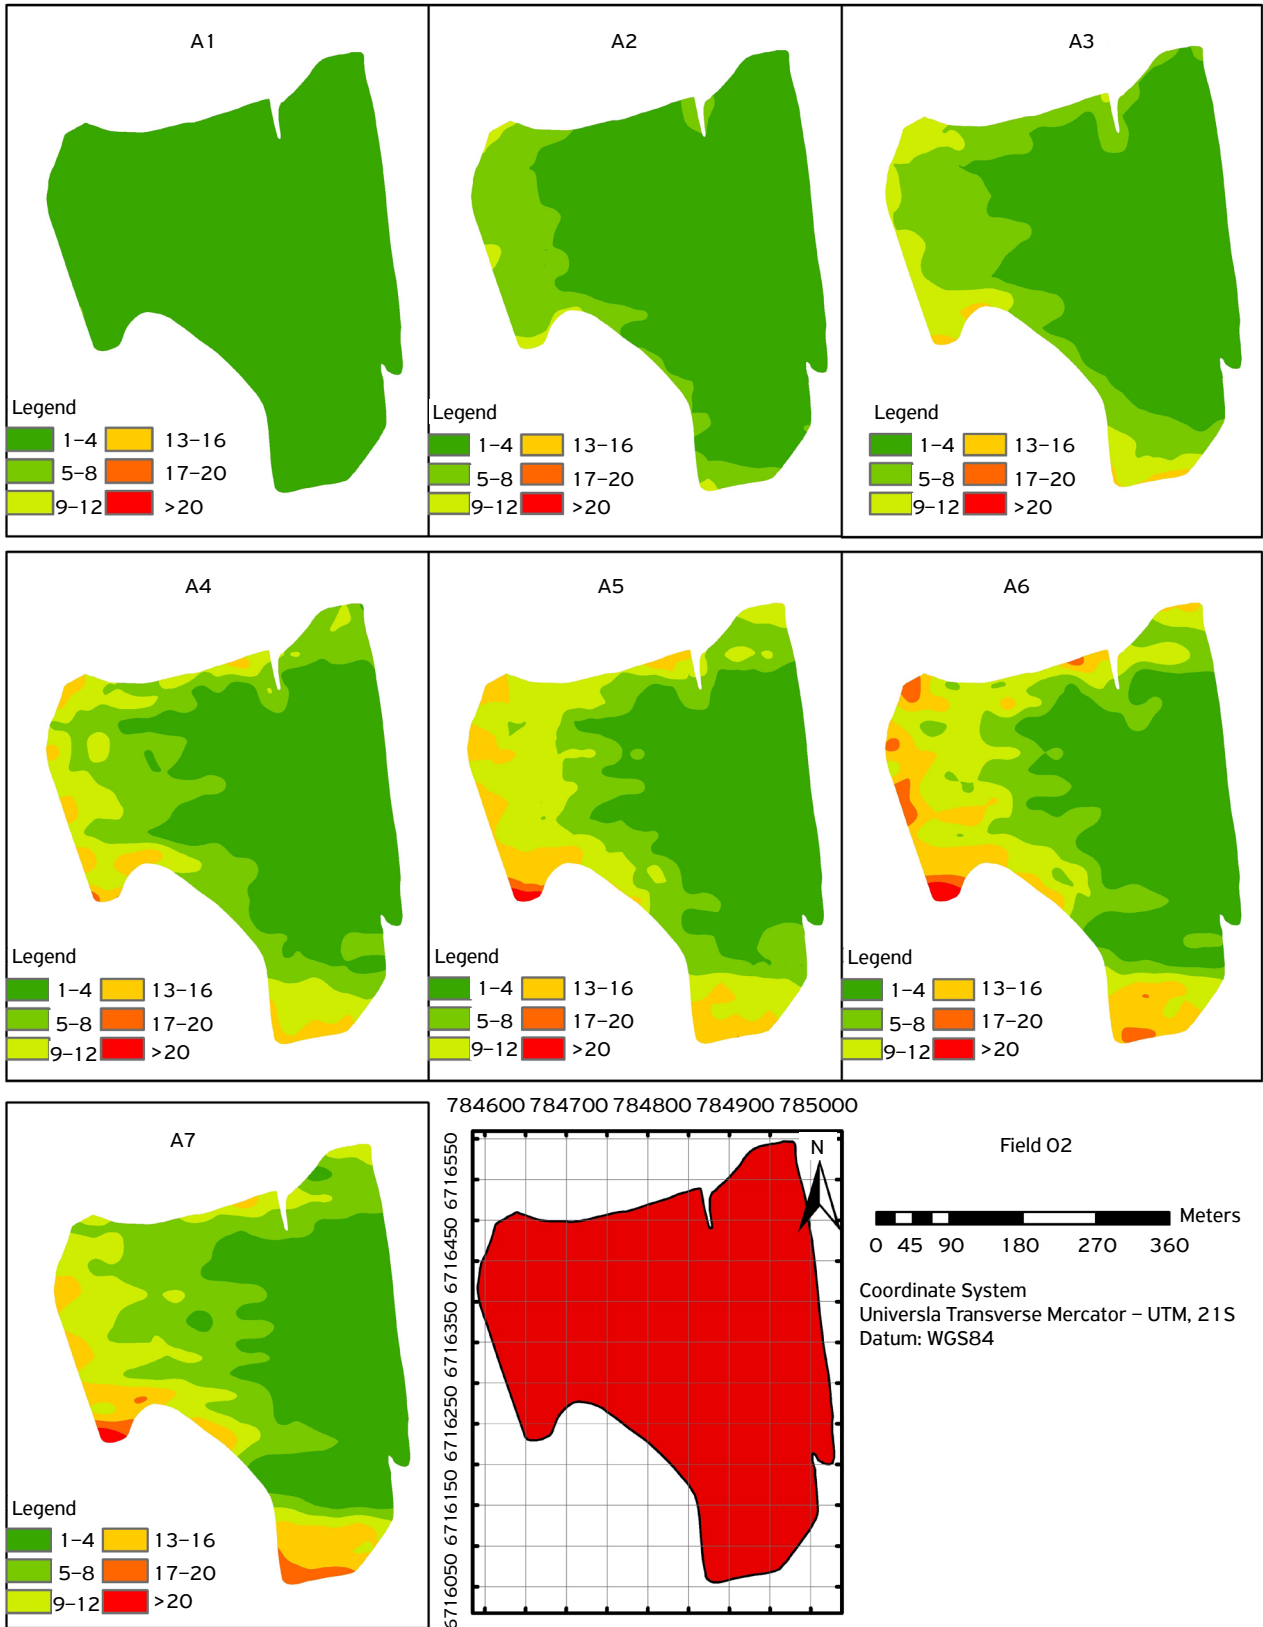 A1
Legend
1–4 13–16
5–8 17–20
9–12 >20
A2
Legend
1–4 13–16
5–8 17–20
9–12 >20
A3
Legend
1–4 13–16
5–8 17–20
9–12 >20
A4
Legend
1–4 13–16
5–8 17–20
9–12 >20
A5
Legend
1–4 13–16
5–8 17–20
9–12 >20
A6
Legend
1–4 13–16
5–8 17–20
9–12 >20
A7
Legend
1–4 13–16
5–8 17–20
9–12 >20
784600 784700 784800 784900 785000
6716550
6716450
6716350
6716250
6716150
6716050
N
Field 02
Meters
0 45 90 180 270 360
Coordinate System
Universla Transverse Mercator – UTM, 21S
Datum: WGS84